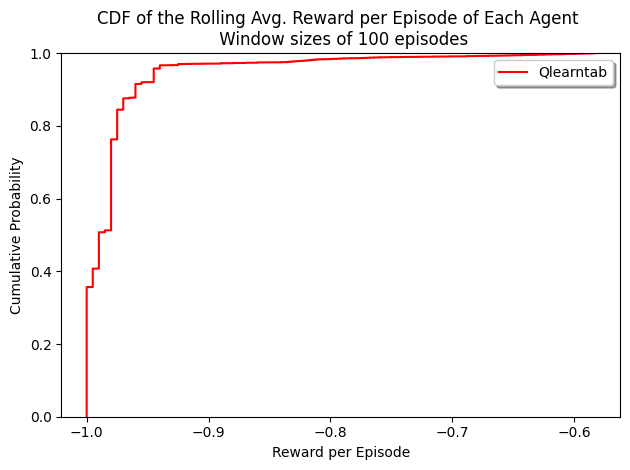 CDF of the Rolling Avg. Reward per Episode of Each Agent
Window sizes of 100 episodes
Qlearntab
Cumulative Probability
1.0
0.8
0.6
0.4
0.2
0.0
−1.0 −0.9 −0.8 −0.7 −0.6
Reward per Episode